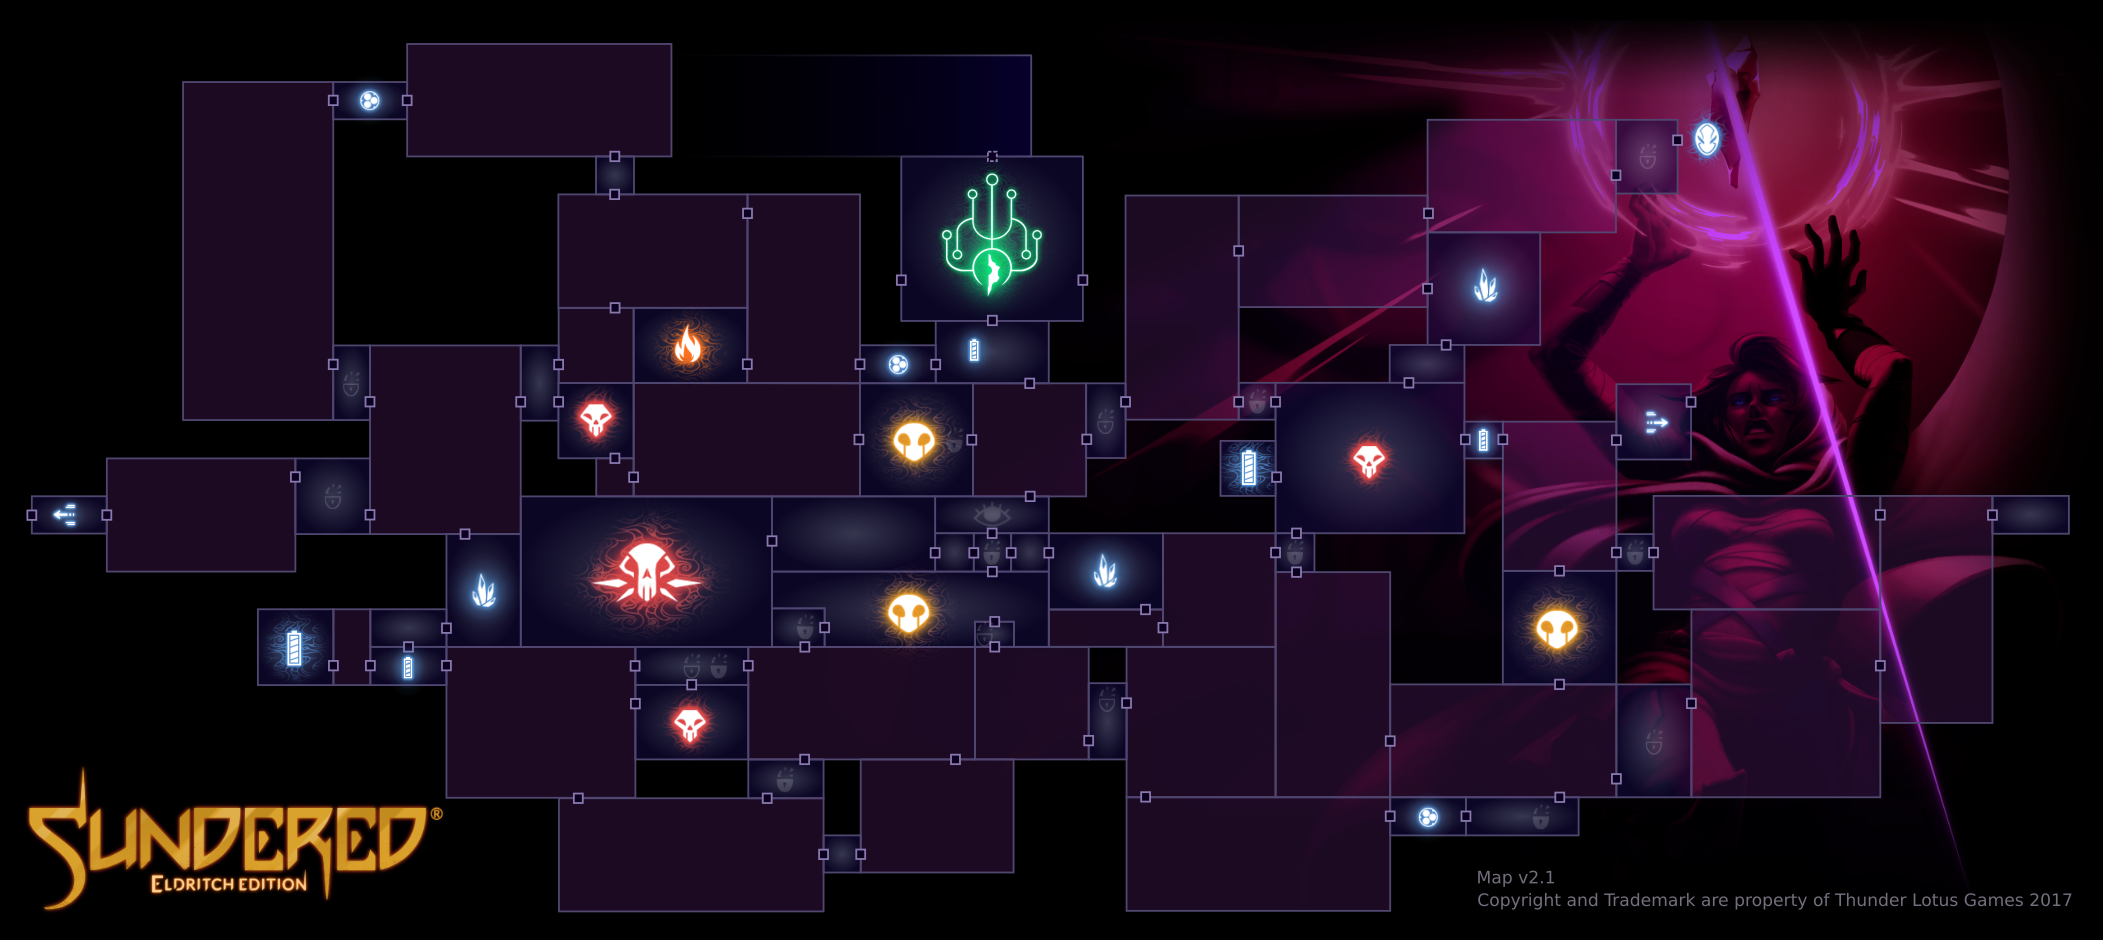 SUNDERED®
ELDRITCH EDITION
Map v2.1
Copyright and Trademark are property of Thunder Lotus Games 2017